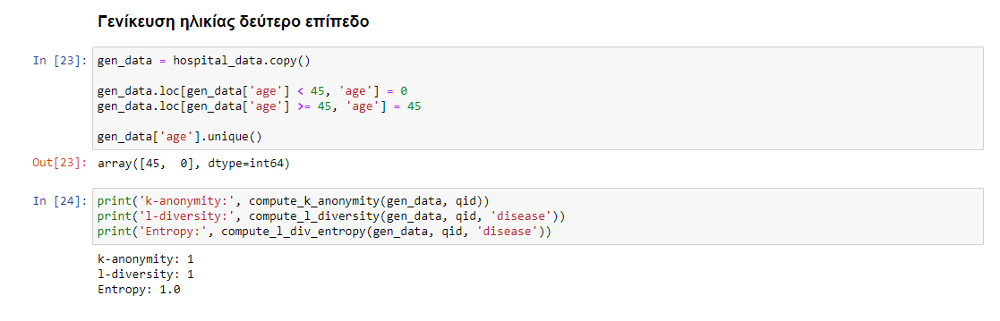 Γενίκευση ηλικίας δεύτερο επίπεδο
In [23]: gen_data = hospital_data.copy()
gen_data.loc[gen_data['age'] < 45, 'age'] = 0
gen_data.loc[gen_data['age'] >= 45, 'age'] = 45
gen_data['age'].unique()
Out[23]: array([45,  0], dtype=int64)
In [24]: print('k-anonymity:', compute_k_anonymity(gen_data, qid))
print('l-diversity:', compute_l_diversity(gen_data, qid, 'disease'))
print('Entropy:', compute_l_div_entropy(gen_data, qid, 'disease'))
k-anonymity: 1
l-diversity: 1
Entropy: 1.0